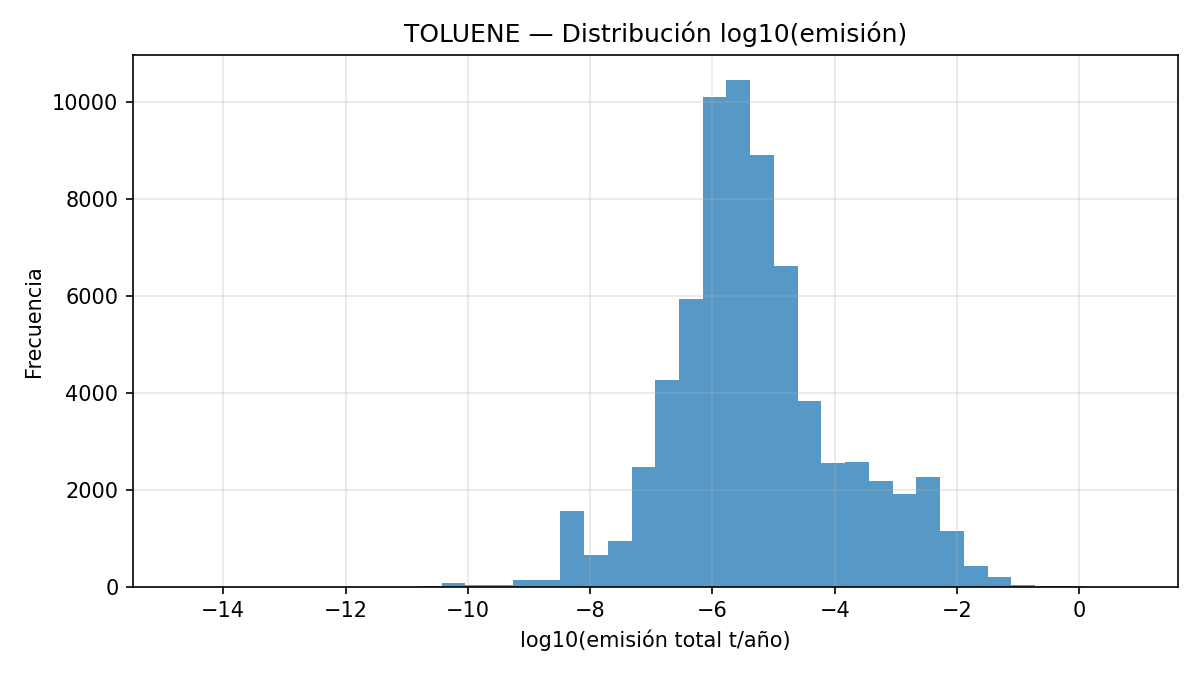 TOLUENE — Distribución log10(emisión)
10000
8000
6000
4000
2000
0
Frecuencia
−14 −12 −10 −8 −6 −4 −2 0
log10(emisión total t/año)